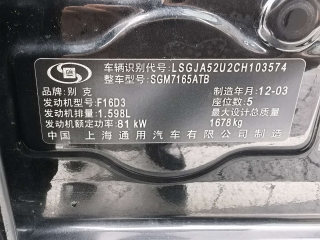 车辆识别代号:LSGJA52U2CH103574
整车型号:SGM7165ATB
品牌:别克 制造年月:12-03
发动机型号:F16D3 座位数:5
发动机排量:1.598L 最大设计总质量
发动机额定功率:81 kW 1678kg
中国 上海通用汽车有限公司制造